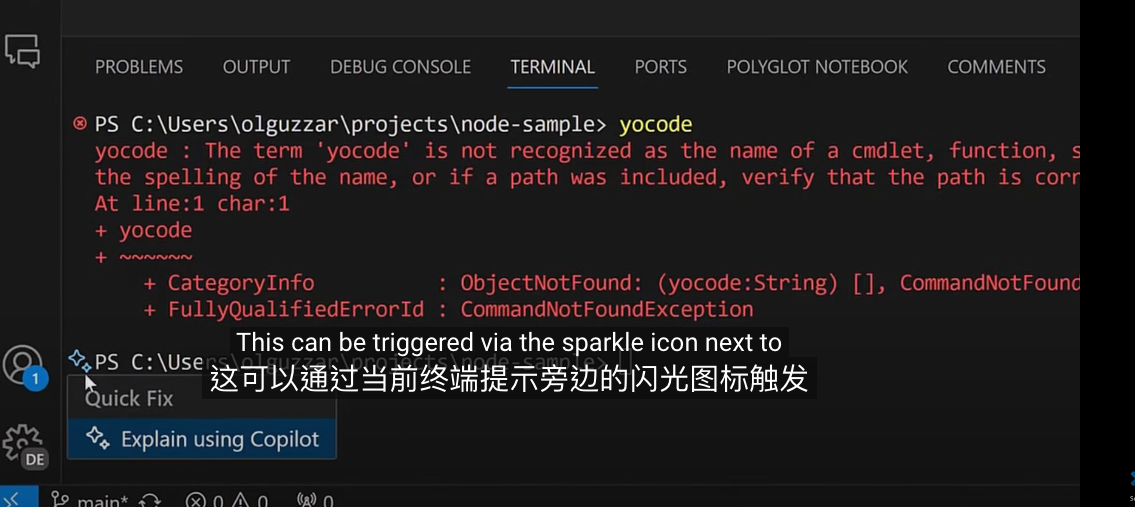 PROBLEMS OUTPUT DEBUG CONSOLE TERMINAL PORTS POLYGLOT NOTEBOOK COMMENTS
PS C:\Users\olguzzar\projects\node-sample> yocode
yocode : The term 'yocode' is not recognized as the name of a cmdlet, function, s
the spelling of the name, or if a path was included, verify that the path is corr
At line:1 char:1
+ yocode
+ ~~~~~~
+ CategoryInfo : ObjectNotFound: (yocode:String) [], CommandNotFound
+ FullyQualifiedErrorId : CommandNotFoundException
This can be triggered via the sparkle icon next to
PS C:\Users\olguzzar\projects\node-sample>
1
这可以通过当前终端提示旁边的闪光图标触发
Quick Fix
Explain using Copilot
DE
main* 0 0 0